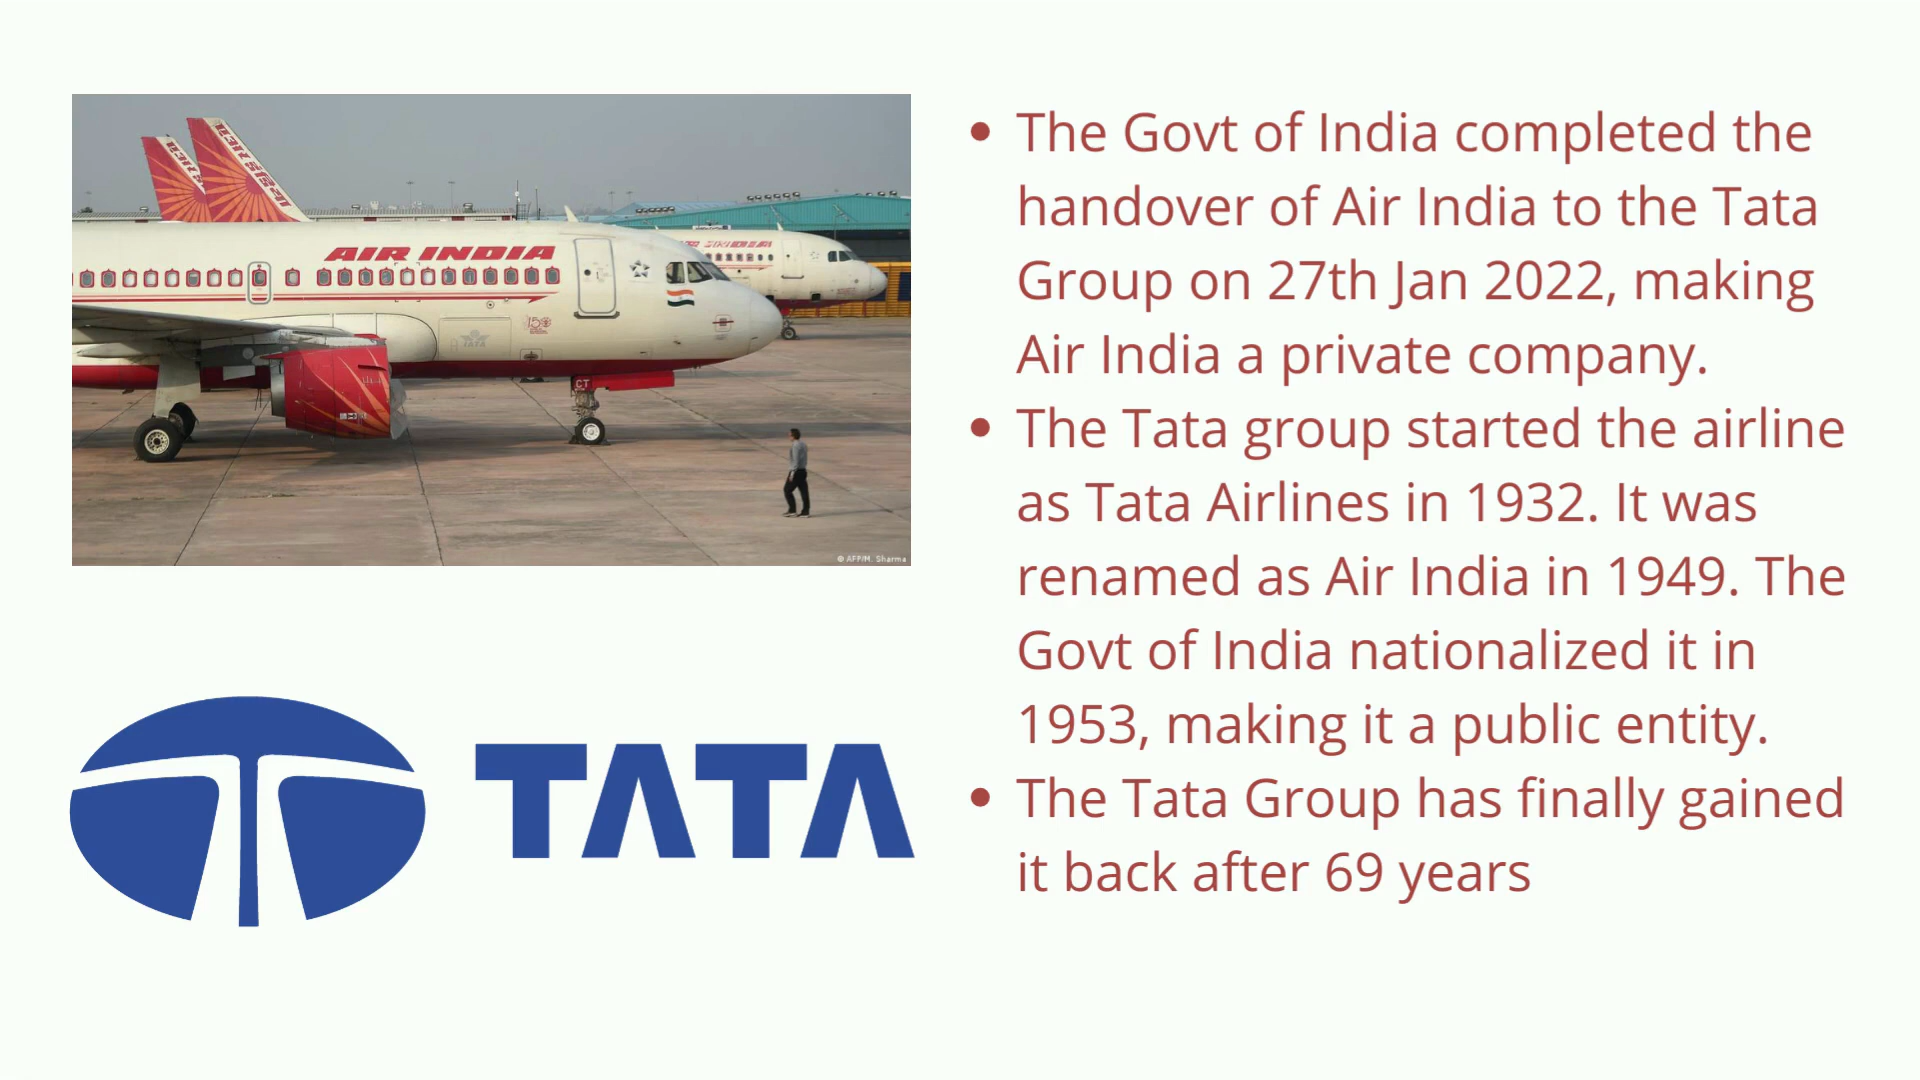 AIR INDIA
CT
© AFP/M. Sharma
TATA
• The Govt of India completed the
handover of Air India to the Tata
Group on 27th Jan 2022, making
Air India a private company.
• The Tata group started the airline
as Tata Airlines in 1932. It was
renamed as Air India in 1949. The
Govt of India nationalized it in
1953, making it a public entity.
• The Tata Group has finally gained
it back after 69 years